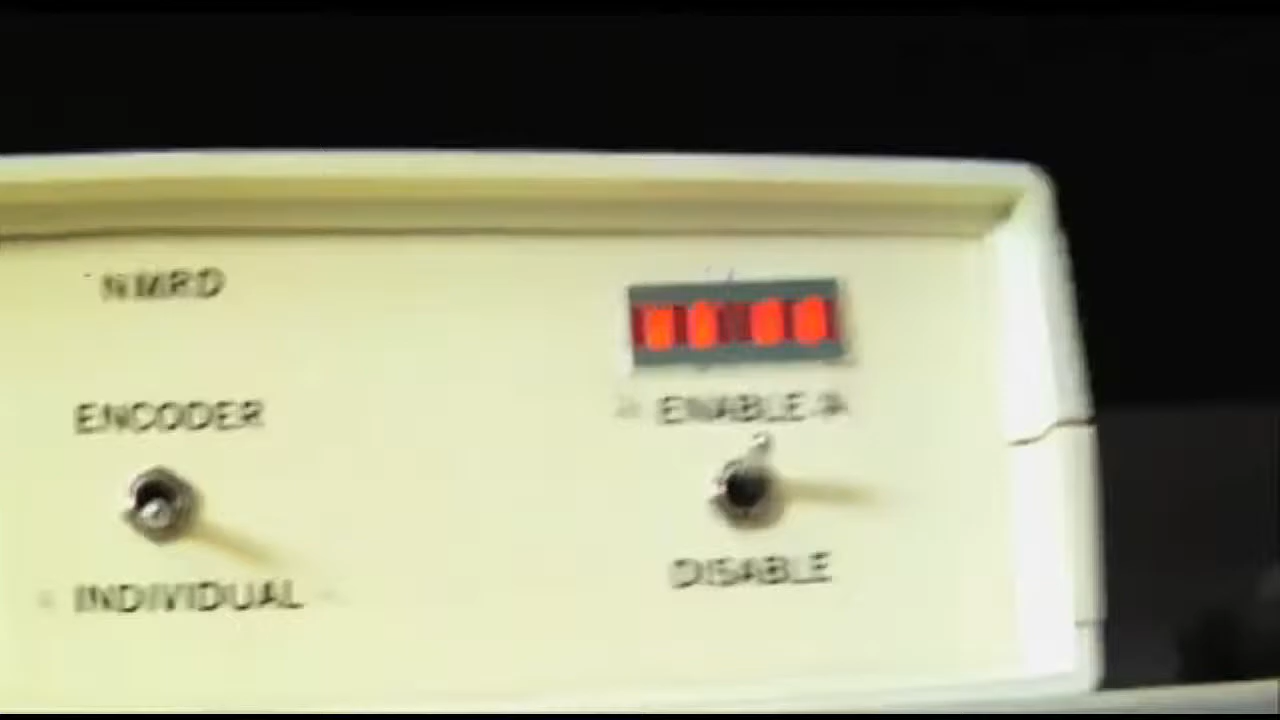 NMRD
ENCODER
ENABLE
INDIVIDUAL
DISABLE